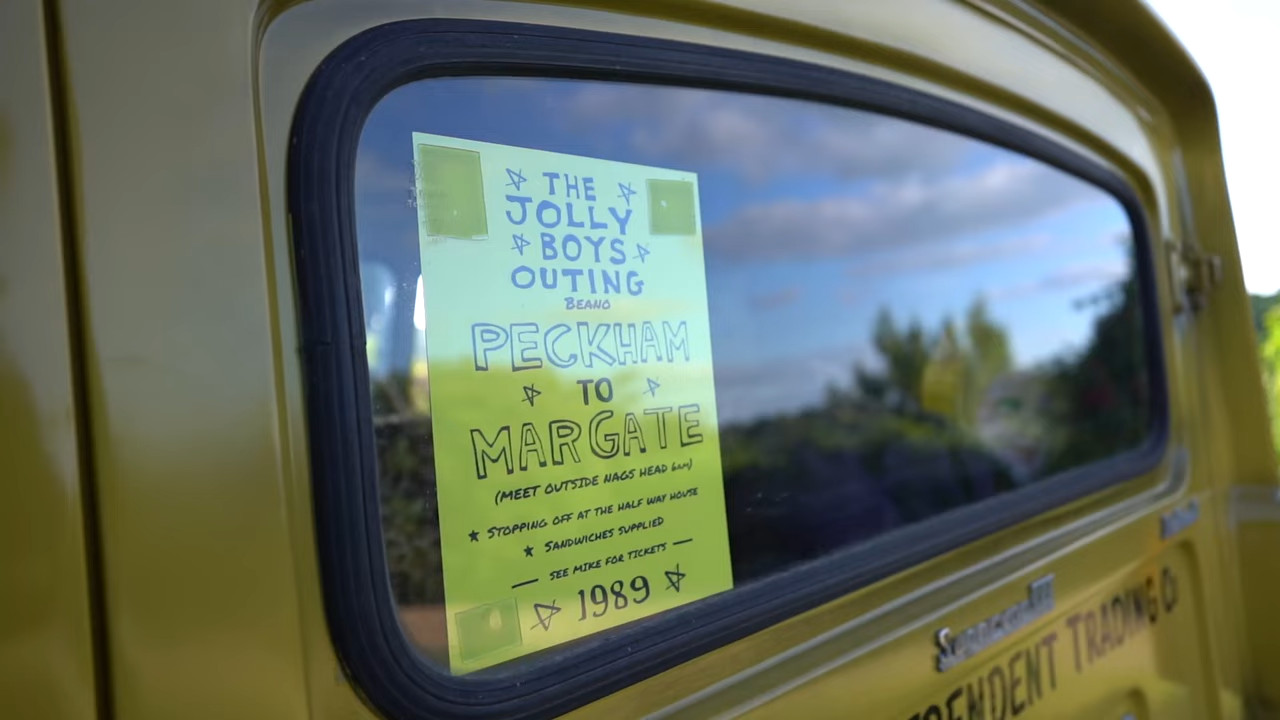 THE
JOLLY
BOYS
OUTING
BEANO
PECKHAM
TO
MARGATE
(MEET OUTSIDE NAGS HEAD 6AM)
★ STOPPING OFF AT THE HALF WAY HOUSE
★ SANDWICHES SUPPLIED
— SEE MIKE FOR TICKETS —
1989
TRADING Co